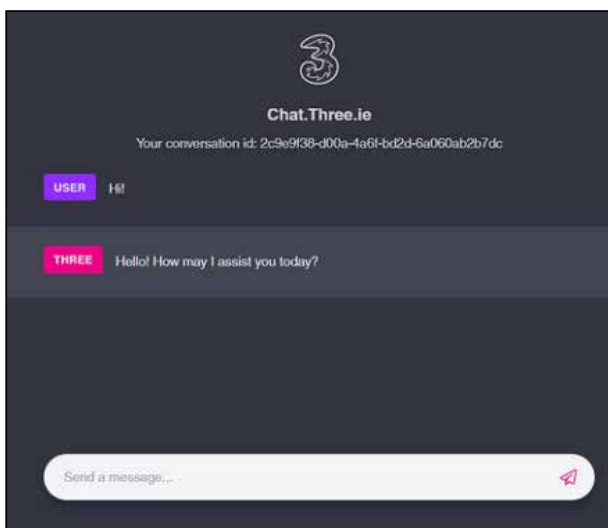 3
Chat.Three.ie
Your conversation id: 2c9e9f38-d00a-4a6f-bd2d-6a060ab2b7dc
USER Hi!
THREE Hello! How may I assist you today?
Send a message...